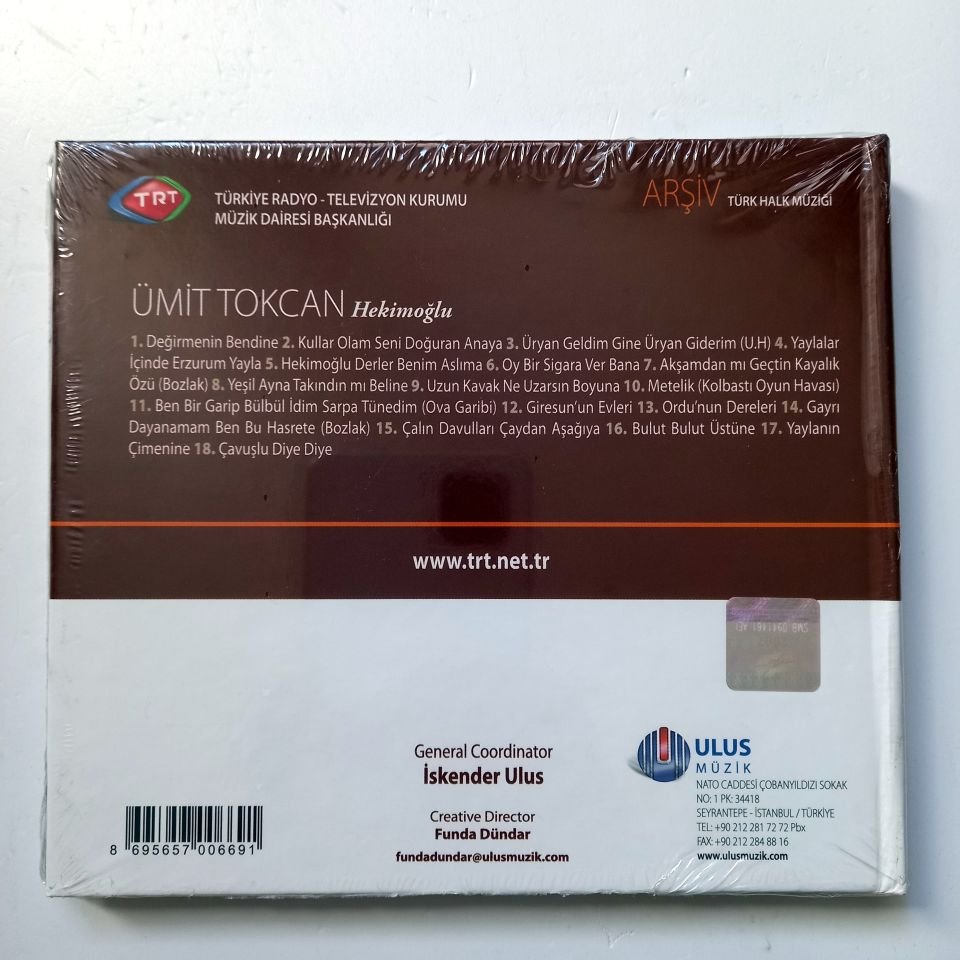 TRT
TÜRKİYE RADYO - TELEVİZYON KURUMU
MÜZİK DAİRESİ BAŞKANLIĞI
ARŞİV TÜRK HALK MÜZİĞİ
ÜMİT TOKCAN Hekimoğlu
1. Değirmenin Bendine 2. Kullar Olam Seni Doğuran Anaya 3. Üryan Geldim Gine Üryan Giderim (U.H) 4. Yaylalar
İçinde Erzurum Yayla 5. Hekimoğlu Derler Benim Aslıma 6. Oy Bir Sigara Ver Bana 7. Akşamdan mı Geçtin Kayalık
Özü (Bozlak) 8. Yeşil Ayna Takındın mı Beline 9. Uzun Kavak Ne Uzarsın Boyuna 10. Metelik (Kolbastı Oyun Havası)
11. Ben Bir Garip Bülbül İdim Sarpa Tünedim (Ova Garibi) 12. Giresun'un Evleri 13. Ordu'nun Dereleri 14. Gayrı
Dayanamam Ben Bu Hasrete (Bozlak) 15. Çalın Davulları Çaydan Aşağıya 16. Bulut Bulut Üstüne 17. Yaylanın
Çimenine 18. Çavuşlu Diye Diye
www.trt.net.tr
General Coordinator
İskender Ulus
Creative Director
Funda Dündar
fundadundar@ulusmuzik.com
ULUS
MÜZİK
NATO CADDESİ ÇOBANYILDIZI SOKAK
NO: 1 PK: 34418
SEYRANTEPE - İSTANBUL / TÜRKİYE
TEL: +90 212 281 72 72 Pbx
FAX: +90 212 284 88 16
www.ulusmuzik.com
8 695657 006691